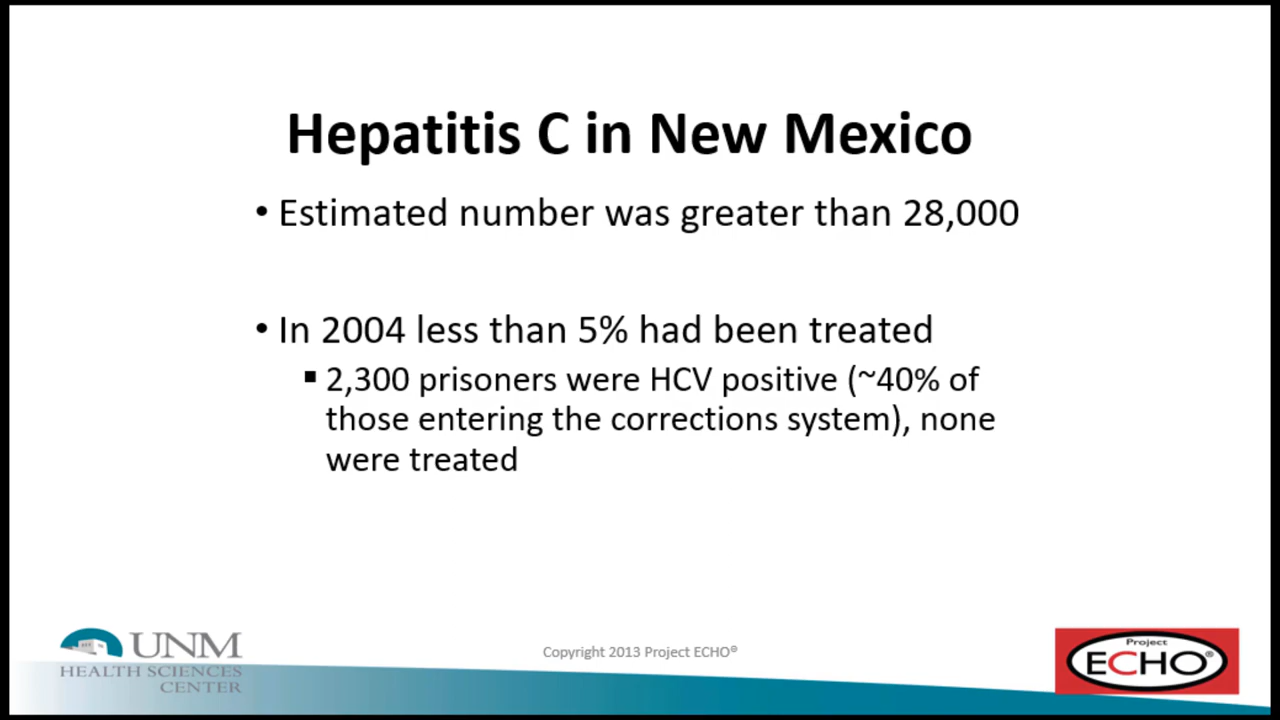 Hepatitis C in New Mexico
• Estimated number was greater than 28,000
• In 2004 less than 5% had been treated
▪ 2,300 prisoners were HCV positive (~40% of
those entering the corrections system), none
were treated
UNM
HEALTH SCIENCES
CENTER
Copyright 2013 Project ECHO®
Project
ECHO®